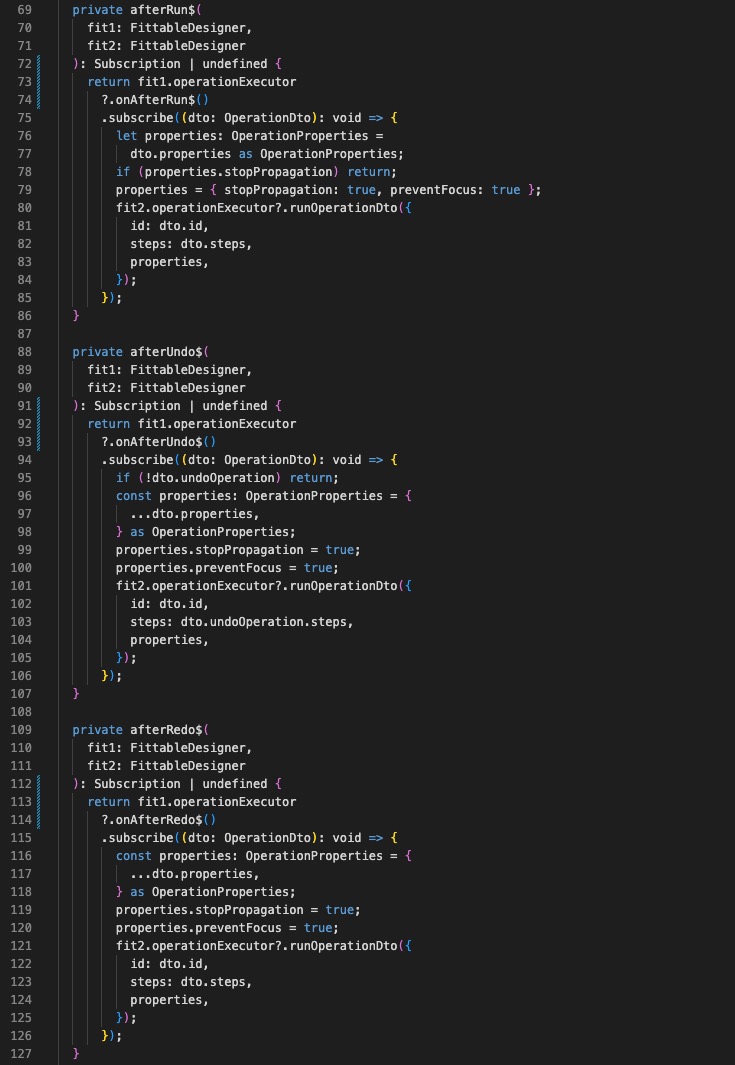 69 private afterRun$(
70 fit1: FittableDesigner,
71 fit2: FittableDesigner
72 ): Subscription | undefined {
73 return fit1.operationExecutor
74 ?.onAfterRun$()
75 .subscribe((dto: OperationDto): void => {
76 let properties: OperationProperties =
77 dto.properties as OperationProperties;
78 if (properties.stopPropagation) return;
79 properties = { stopPropagation: true, preventFocus: true };
80 fit2.operationExecutor?.runOperationDto({
81 id: dto.id,
82 steps: dto.steps,
83 properties,
84 });
85 });
86 }
87
88 private afterUndo$(
89 fit1: FittableDesigner,
90 fit2: FittableDesigner
91 ): Subscription | undefined {
92 return fit1.operationExecutor
93 ?.onAfterUndo$()
94 .subscribe((dto: OperationDto): void => {
95 if (!dto.undoOperation) return;
96 const properties: OperationProperties = {
97 ...dto.properties,
98 } as OperationProperties;
99 properties.stopPropagation = true;
100 properties.preventFocus = true;
101 fit2.operationExecutor?.runOperationDto({
102 id: dto.id,
103 steps: dto.undoOperation.steps,
104 properties,
105 });
106 });
107 }
108
109 private afterRedo$(
110 fit1: FittableDesigner,
111 fit2: FittableDesigner
112 ): Subscription | undefined {
113 return fit1.operationExecutor
114 ?.onAfterRedo$()
115 .subscribe((dto: OperationDto): void => {
116 const properties: OperationProperties = {
117 ...dto.properties,
118 } as OperationProperties;
119 properties.stopPropagation = true;
120 properties.preventFocus = true;
121 fit2.operationExecutor?.runOperationDto({
122 id: dto.id,
123 steps: dto.steps,
124 properties,
125 });
126 });
127 }